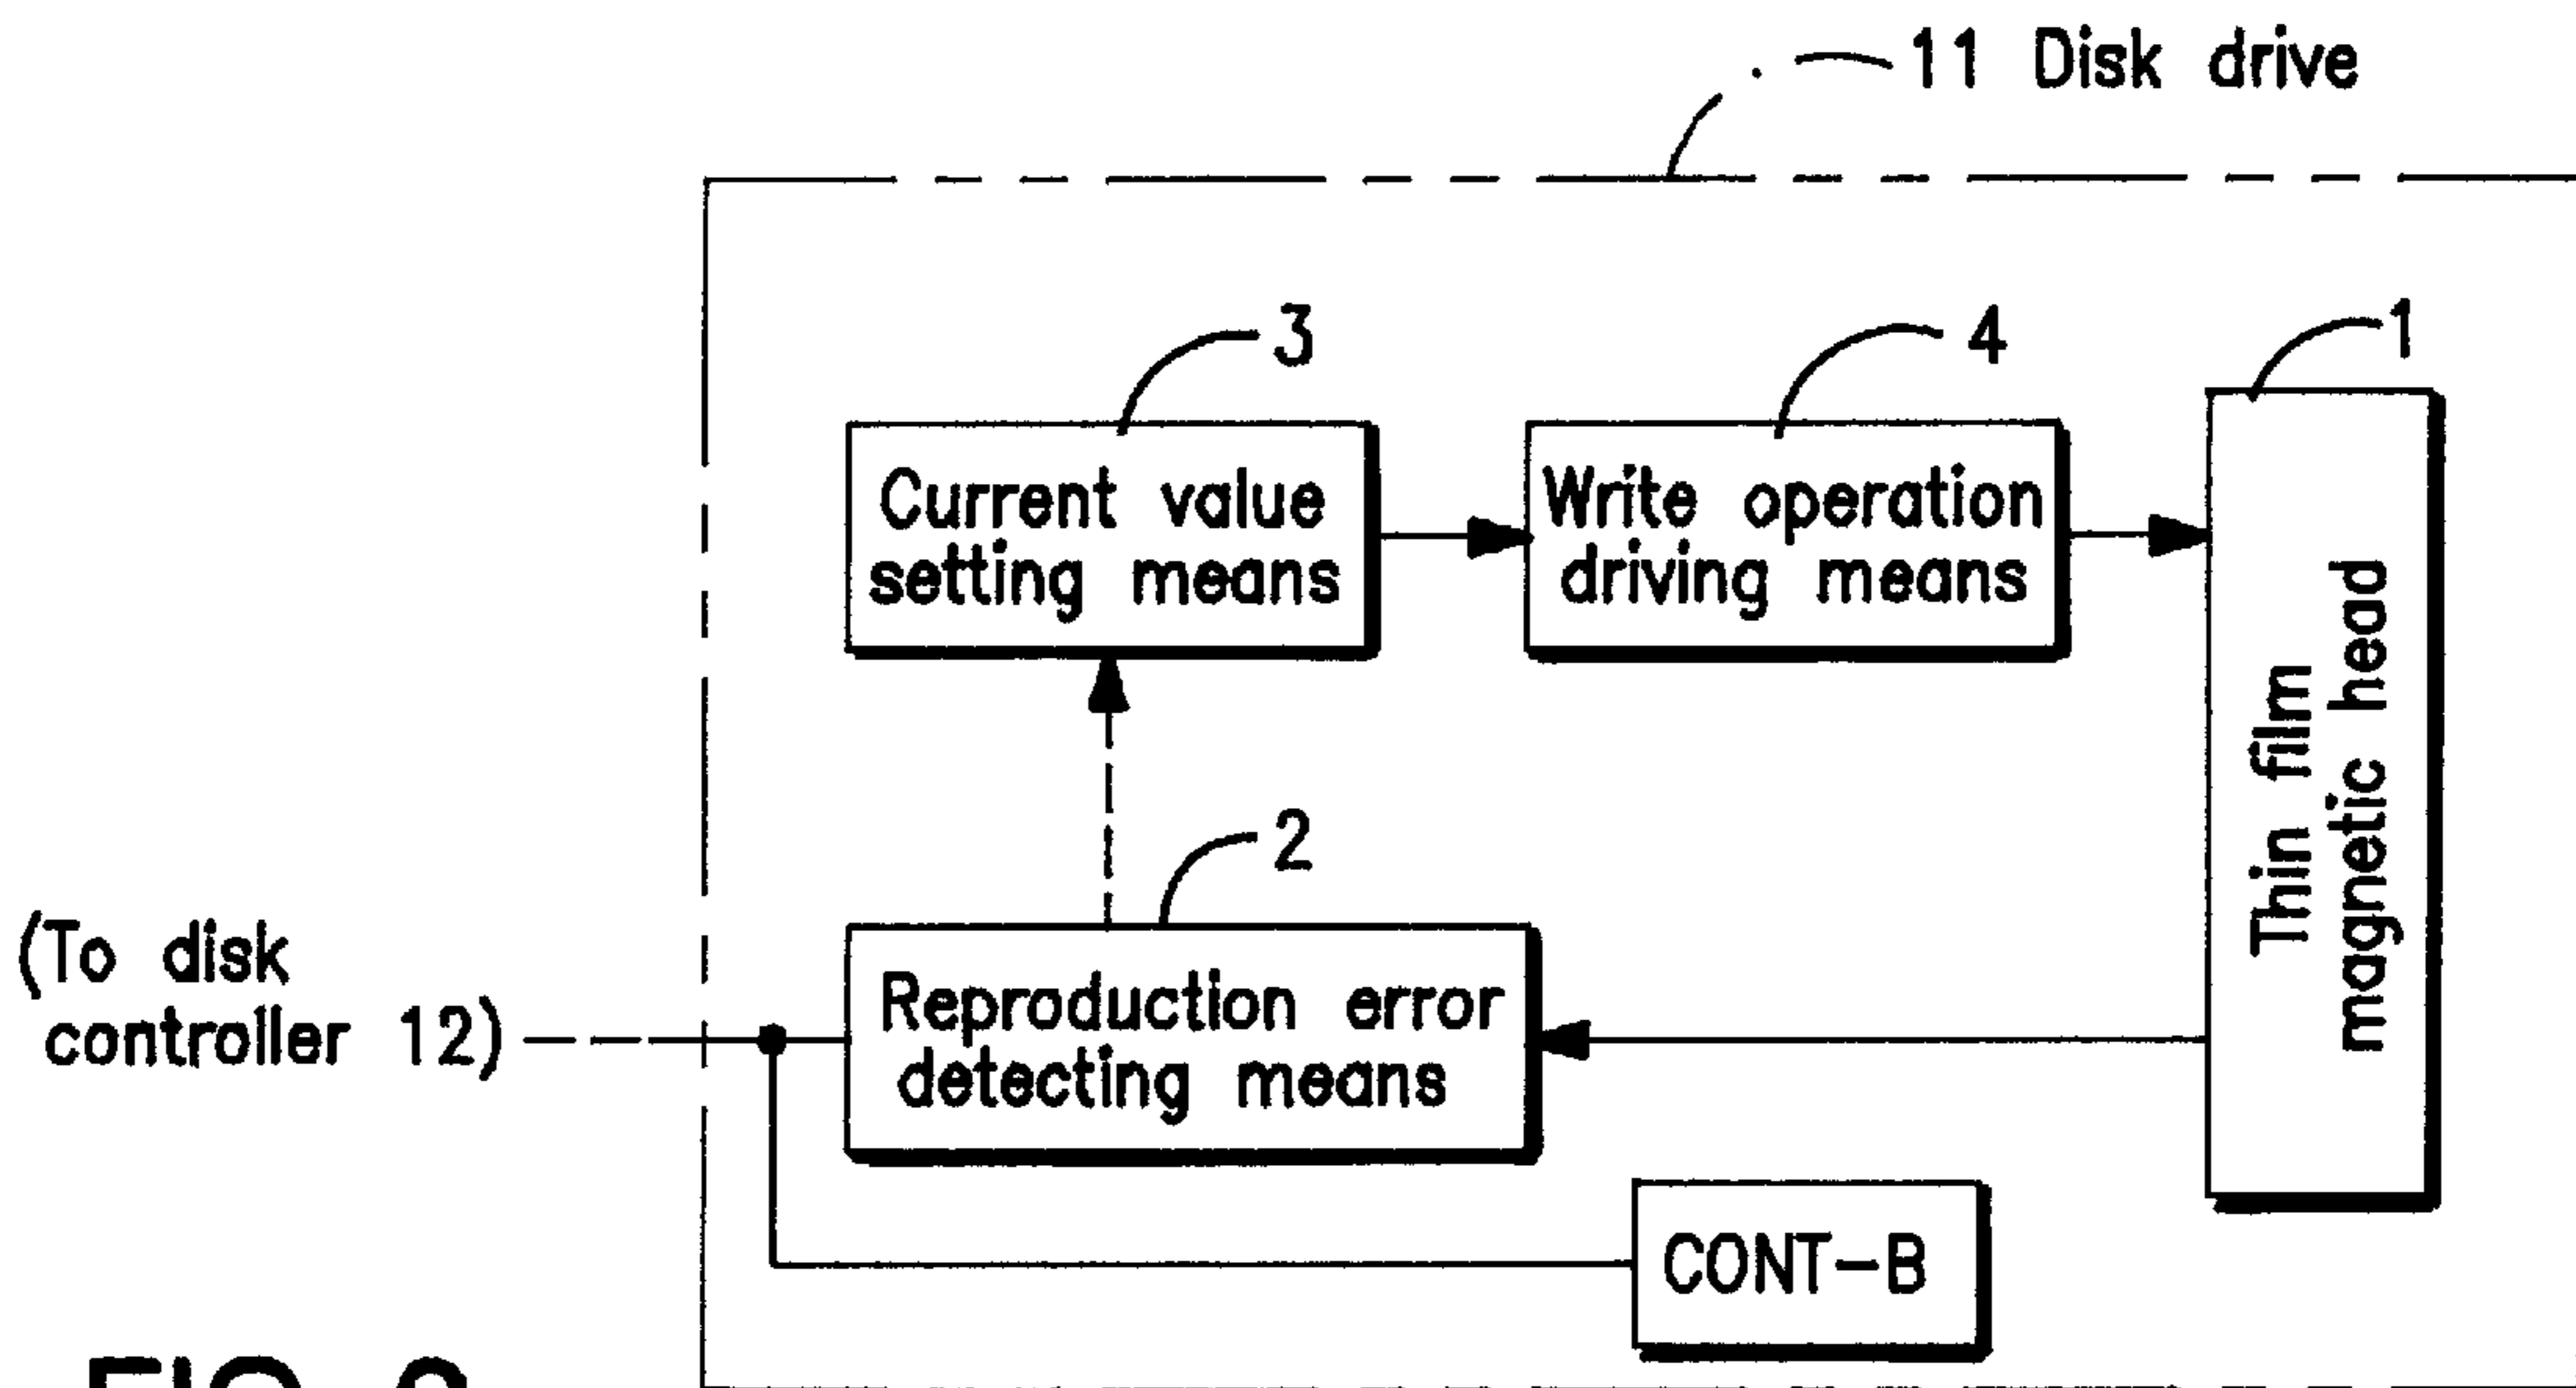 11 Disk drive
3
4
1
Current value
setting means
Write operation
driving means
Thin film
magnetic head
2
(To disk
controller 12)
Reproduction error
detecting means
CONT-B